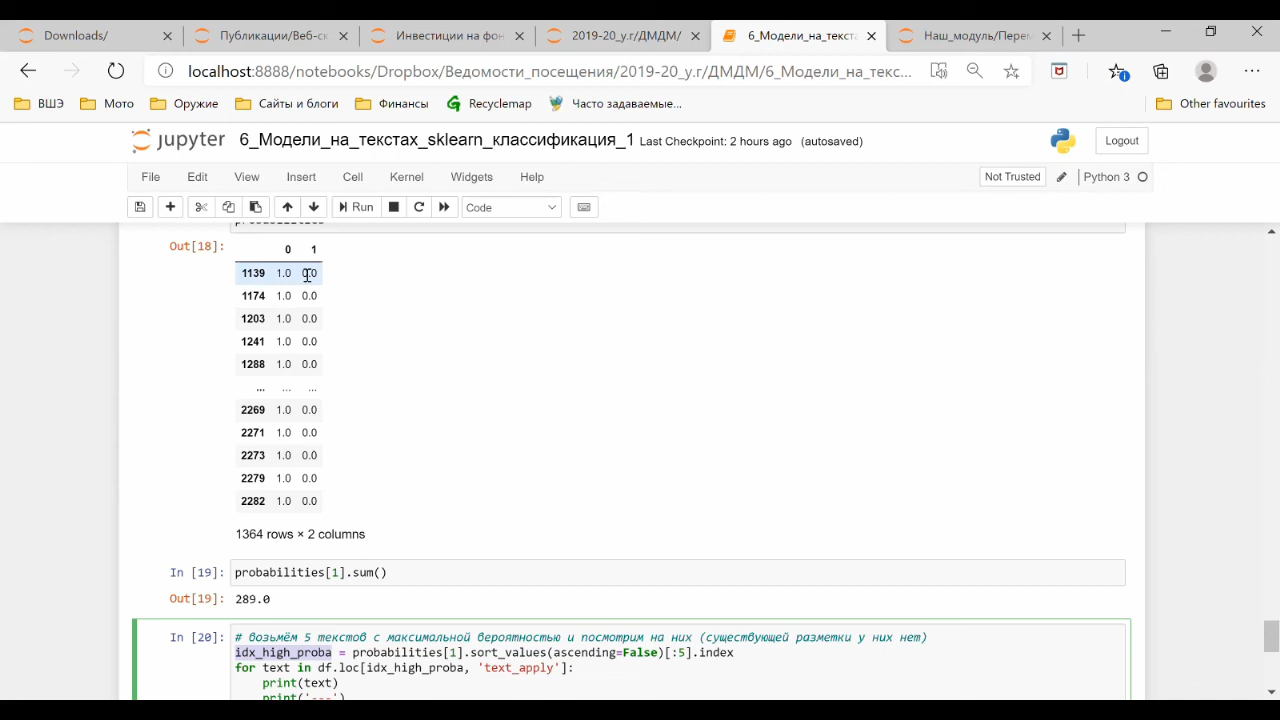 Downloads/
Публикации/Веб-ск
Инвестиции на фон
2019-20_у.г/ДМДМ/
6_Модели_на_текста
Наш_модуль/Перем
localhost:8888/notebooks/Dropbox/Ведомости_посещения/2019-20_у.г/ДМДМ/6_Модели_на_текс...
ВШЭ
Мото
Оружие
Сайты и блоги
Финансы
Recyclemap
Часто задаваемые...
Other favourites
jupyter
6_Модели_на_текстах_sklearn_классификация_1
Last Checkpoint: 2 hours ago (autosaved)
Logout
File Edit View Insert Cell Kernel Widgets Help
Not Trusted
Python 3
Run
Code
Out[18]:
0 1
1139 1.0 0.0
1174 1.0 0.0
1203 1.0 0.0
1241 1.0 0.0
1288 1.0 0.0
... ... ...
2269 1.0 0.0
2271 1.0 0.0
2273 1.0 0.0
2279 1.0 0.0
2282 1.0 0.0
1364 rows × 2 columns
In [19]: probabilities[1].sum()
Out[19]: 289.0
In [20]: # возьмём 5 текстов с максимальной вероятностью и посмотрим на них (существующей разметки у них нет)
idx_high_proba = probabilities[1].sort_values(ascending=False)[:5].index
for text in df.loc[idx_high_proba, 'text_apply']:
print(text)
print('---')